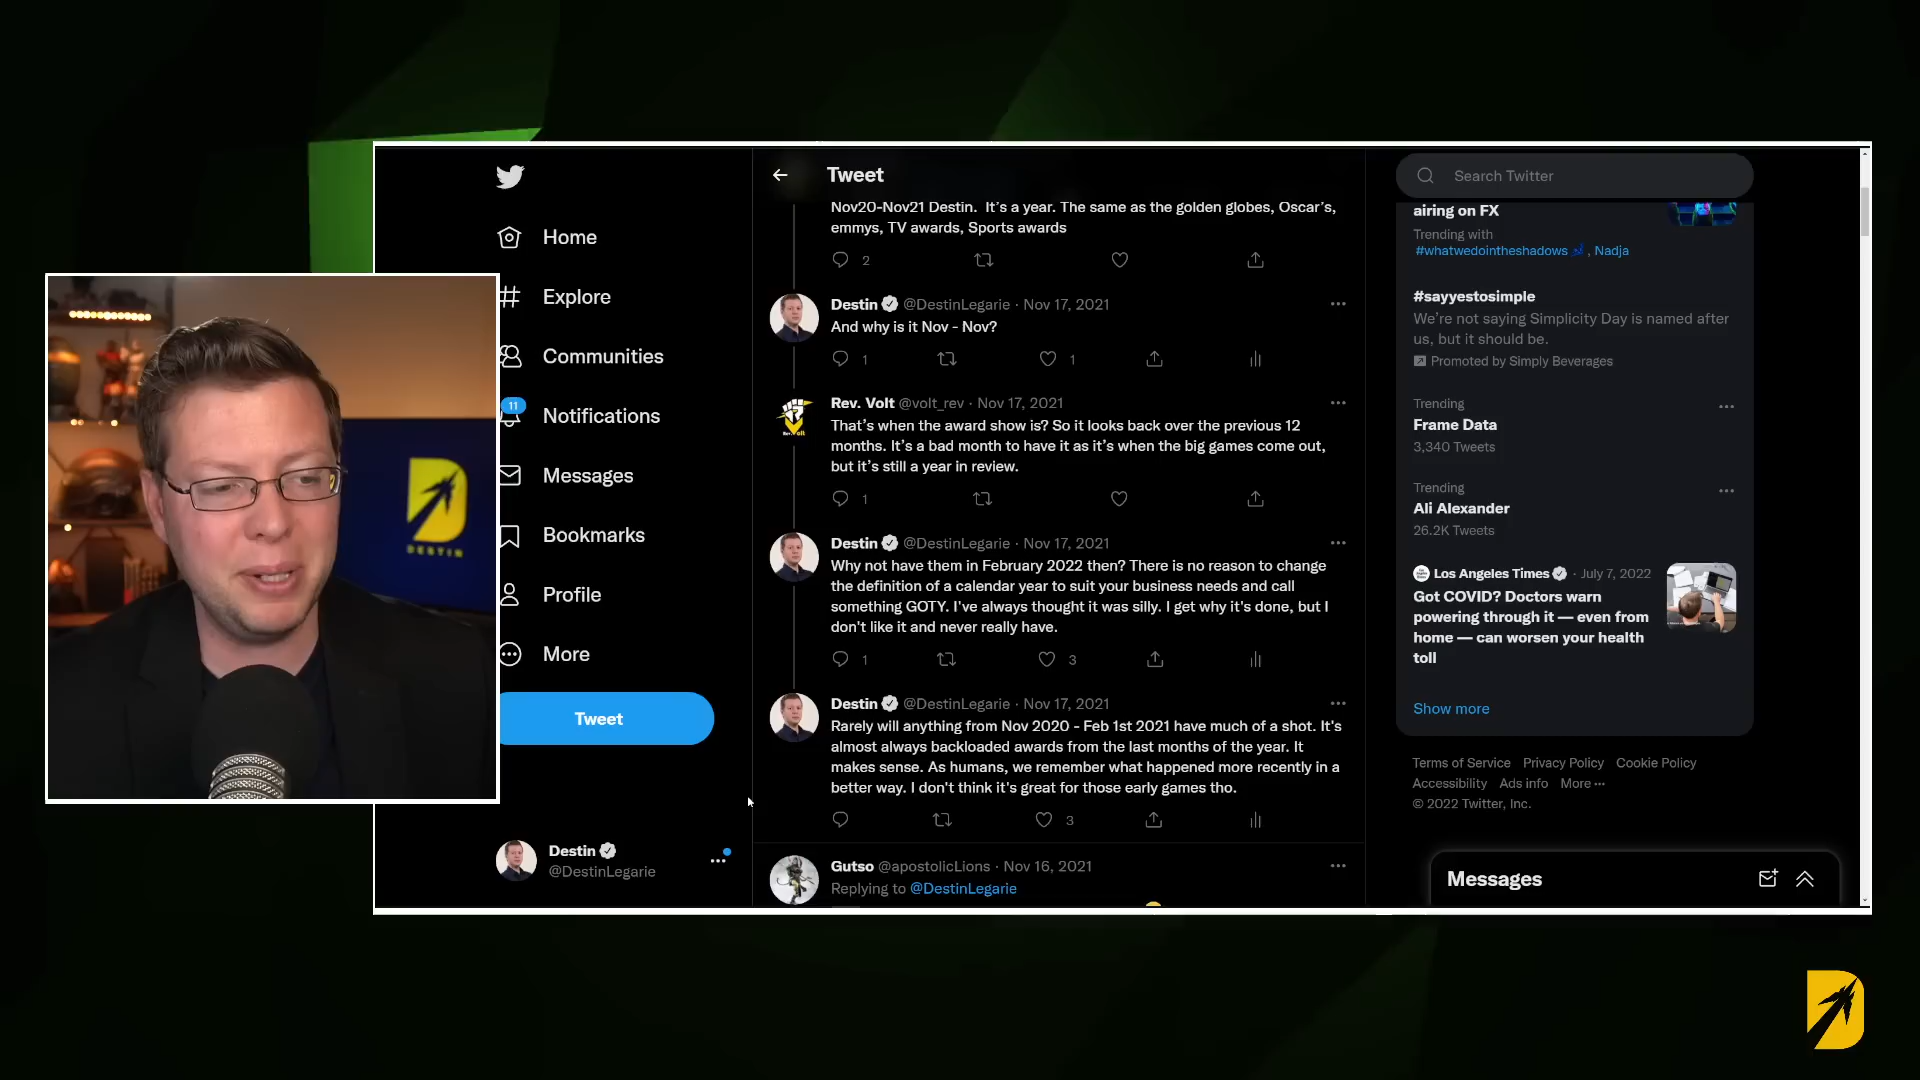 Home
Explore
Communities
11
Notifications
Messages
Bookmarks
Profile
More
Tweet
Destin
@DestinLegarie
DESTIN
Tweet
Nov20-Nov21 Destin. It's a year. The same as the golden globes, Oscar's,
emmys, TV awards, Sports awards
2
Destin @DestinLegarie · Nov 17, 2021
And why is it Nov - Nov?
1 1
Rev. Volt @volt_rev · Nov 17, 2021
That's when the award show is? So it looks back over the previous 12
months. It's a bad month to have it as it's when the big games come out,
but it's still a year in review.
1
Destin @DestinLegarie · Nov 17, 2021
Why not have them in February 2022 then? There is no reason to change
the definition of a calendar year to suit your business needs and call
something GOTY. I've always thought it was silly. I get why it's done, but I
don't like it and never really have.
1 3
Destin @DestinLegarie · Nov 17, 2021
Rarely will anything from Nov 2020 - Feb 1st 2021 have much of a shot. It's
almost always backloaded awards from the last months of the year. It
makes sense. As humans, we remember what happened more recently in a
better way. I don't think it's great for those early games tho.
3
Gutso @apostolicLions · Nov 16, 2021
Replying to @DestinLegarie
Search Twitter
airing on FX
Trending with
#whatwedointheshadows , Nadja
#sayyestosimple
We're not saying Simplicity Day is named after
us, but it should be.
Promoted by Simply Beverages
Trending
Frame Data
3,340 Tweets
Trending
Ali Alexander
26.2K Tweets
Los Angeles Times · July 7, 2022
Got COVID? Doctors warn
powering through it — even from
home — can worsen your health
toll
Show more
Terms of Service Privacy Policy Cookie Policy
Accessibility Ads info More ···
© 2022 Twitter, Inc.
Messages